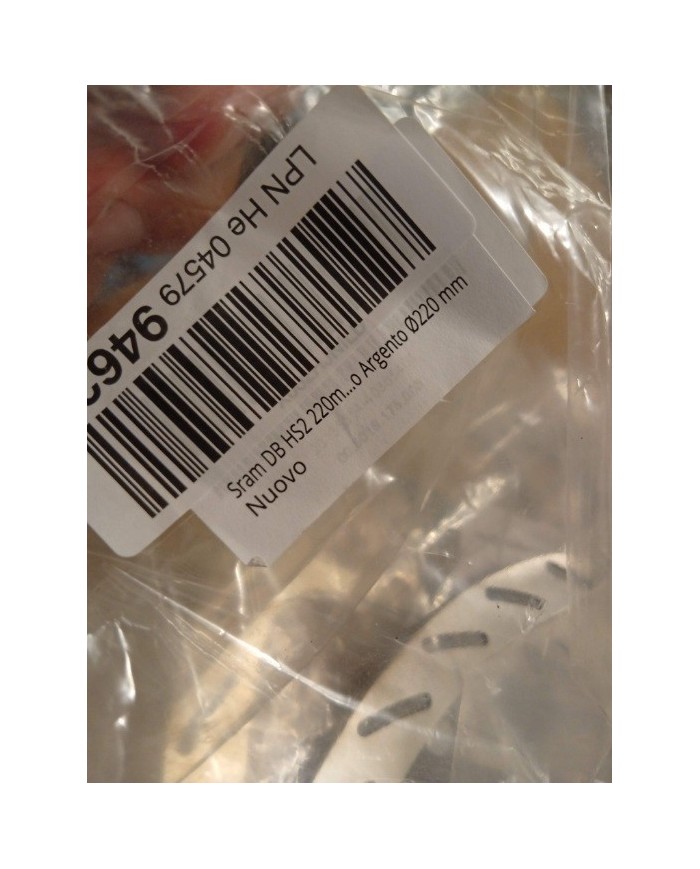 LPN He 04579 946
Sram DB HS2 220m...o Argento Ø220 mm
Nuovo